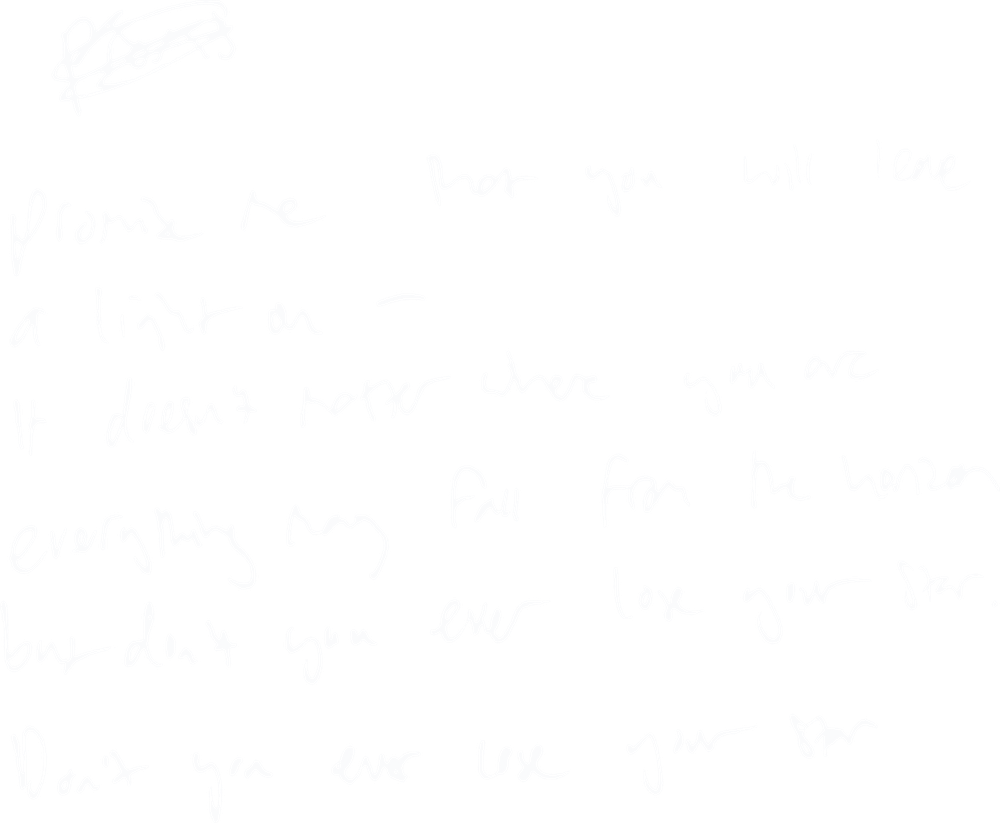 promise me that you will leave
a light on –
It doesn't matter where you are
everything may fall from the horizon
but don't you ever lose your star.
Don't you ever lose your star